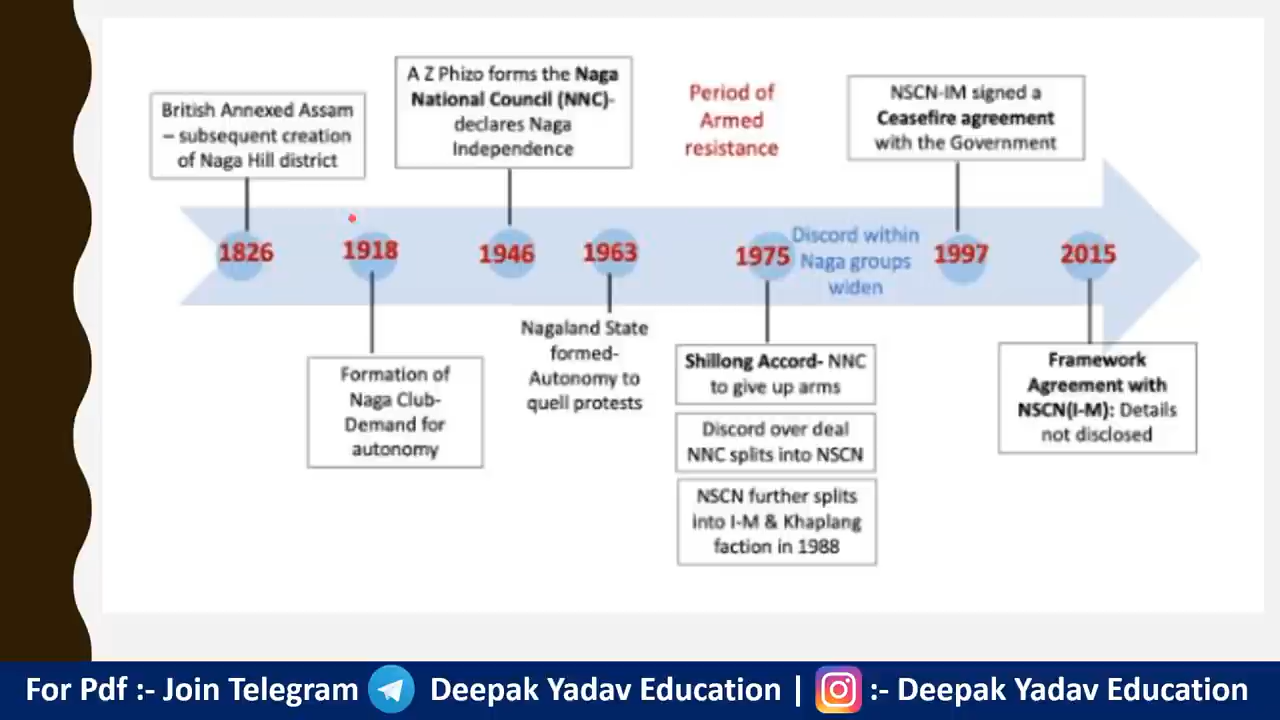 British Annexed Assam
– subsequent creation
of Naga Hill district
A Z Phizo forms the Naga
National Council (NNC)-
declares Naga
Independence
Period of
Armed
resistance
NSCN-IM signed a
Ceasefire agreement
with the Government
1826
1918
1946
1963
1975
Discord within
Naga groups
widen
1997
2015
Formation of
Naga Club-
Demand for
autonomy
Nagaland State
formed-
Autonomy to
quell protests
Shillong Accord- NNC
to give up arms
Discord over deal
NNC splits into NSCN
NSCN further splits
into I-M & Khaplang
faction in 1988
Framework
Agreement with
NSCN(I-M): Details
not disclosed
For Pdf :- Join Telegram Deepak Yadav Education | :- Deepak Yadav Education